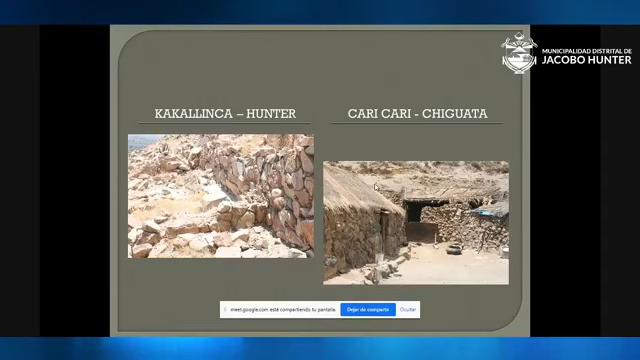 MUNICIPALIDAD DISTRITAL DE
JACOBO HUNTER
KAKALLINCA – HUNTER
CARI CARI - CHIGUATA
meet.google.com está compartiendo tu pantalla.
Dejar de compartir
Ocultar